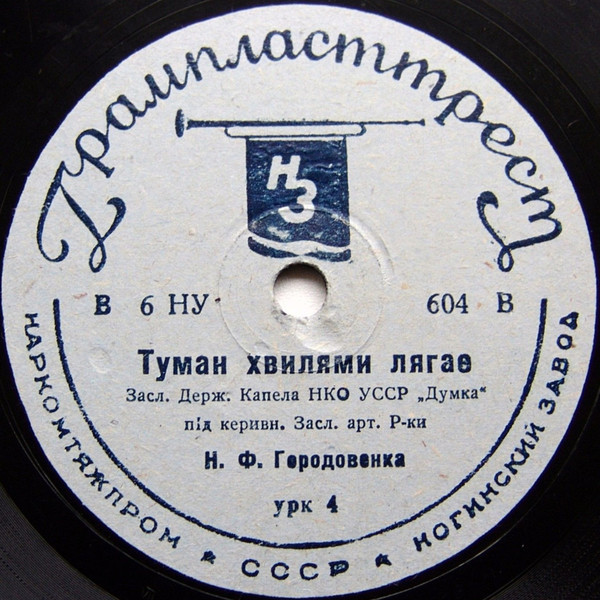 Грампласттрест
НЗ
В 6 НУ 604 В
Туман хвилями лягає
Засл. Держ. Капела НКО УССР „Думка“
під керивн. Засл. арт. Р-ки
Н. Ф. Городовенка
урк 4
НАРКОМТЯЖПРОМ ★ СССР ★ НОГИНСКИЙ ЗАВОД